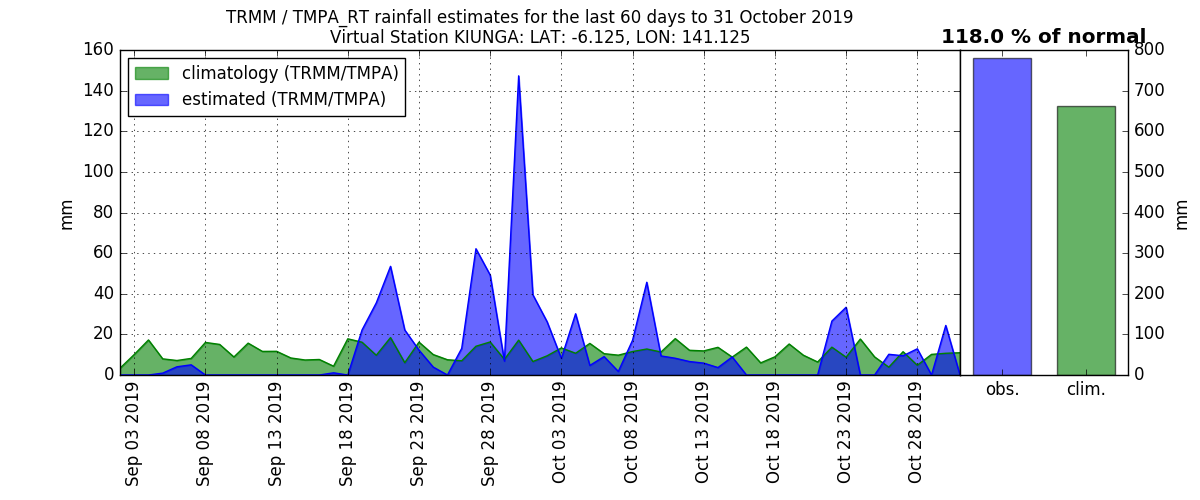 TRMM / TMPA_RT rainfall estimates for the last 60 days to 31 October 2019
Virtual Station KIUNGA: LAT: -6.125, LON: 141.125
118.0 % of normal
climatology (TRMM/TMPA)
estimated (TRMM/TMPA)
mm
160
140
120
100
80
60
40
20
0
800
700
600
500
400
300
200
100
0
mm
Sep 03 2019
Sep 08 2019
Sep 13 2019
Sep 18 2019
Sep 23 2019
Sep 28 2019
Oct 03 2019
Oct 08 2019
Oct 13 2019
Oct 18 2019
Oct 23 2019
Oct 28 2019
obs.
clim.